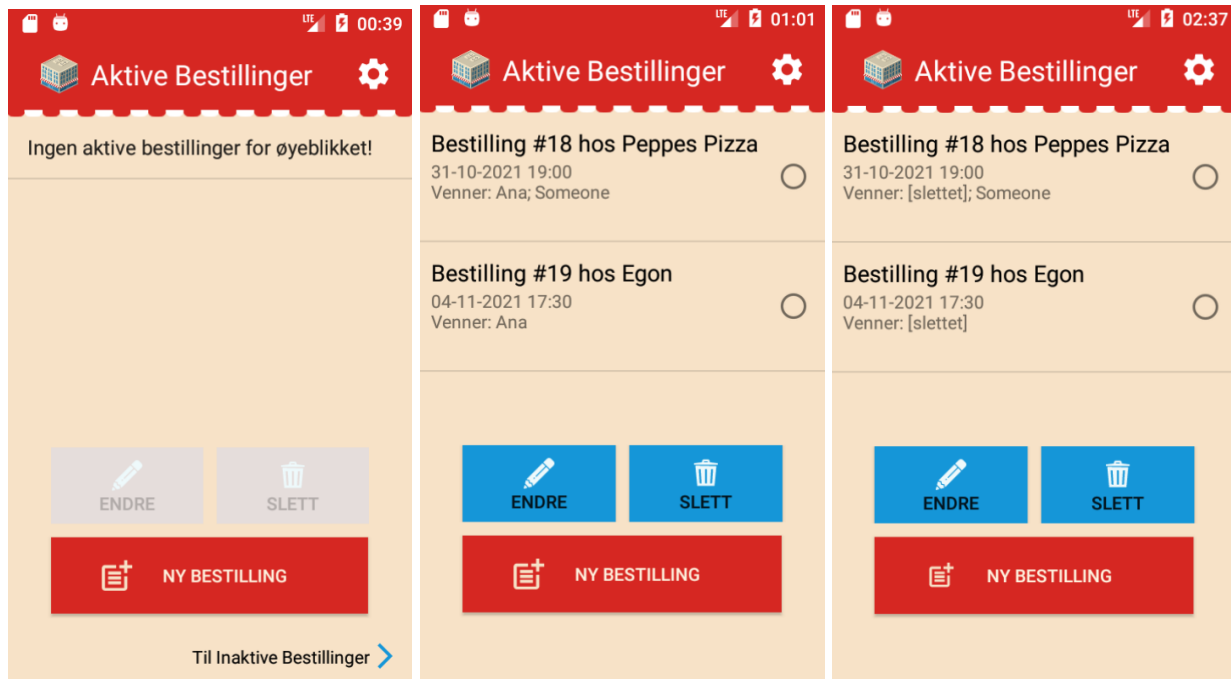 LTE 00:39
Aktive Bestillinger
Ingen aktive bestillinger for øyeblikket!
ENDRE SLETT
NY BESTILLING
Til Inaktive Bestillinger
LTE 01:01
Aktive Bestillinger
Bestilling #18 hos Peppes Pizza
31-10-2021 19:00
Venner: Ana; Someone
Bestilling #19 hos Egon
04-11-2021 17:30
Venner: Ana
ENDRE SLETT
NY BESTILLING
LTE 02:37
Aktive Bestillinger
Bestilling #18 hos Peppes Pizza
31-10-2021 19:00
Venner: [slettet]; Someone
Bestilling #19 hos Egon
04-11-2021 17:30
Venner: [slettet]
ENDRE SLETT
NY BESTILLING